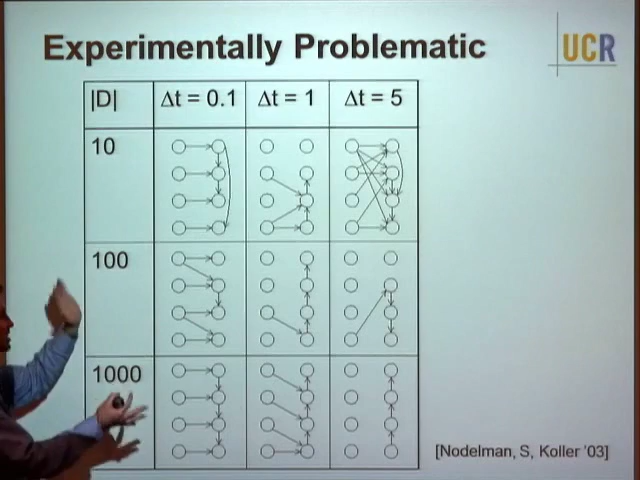 Experimentally Problematic
UCR
|D| Δt = 0.1 Δt = 1 Δt = 5
10
100
1000
[Nodelman, S, Koller '03]